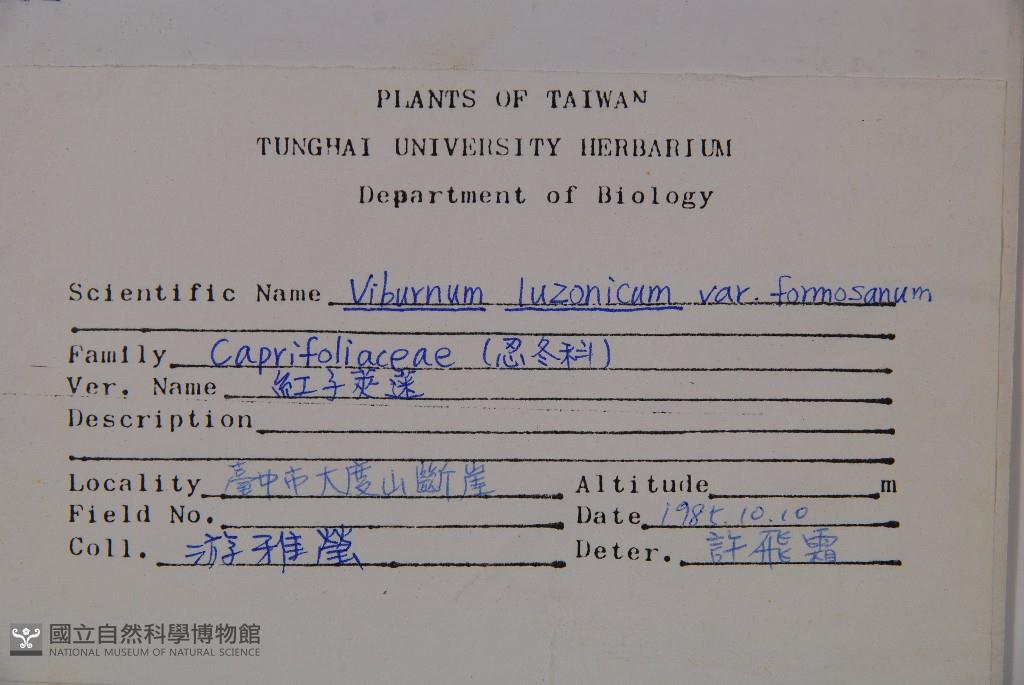 PLANTS OF TAIWAN
TUNGHAI UNIVERSITY HERBARIUM
Department of Biology
Scientific Name Viburnum luzonicum var. formosanum
Family Caprifoliaceae (忍冬科)
Ver. Name 紅子莢蒾
Description
Locality 臺中市大度山斷崖 Altitude m
Field No. Date 1985.10.10
Coll. 游雅瑩 Deter. 許飛霜
國立自然科學博物館
NATIONAL MUSEUM OF NATURAL SCIENCE